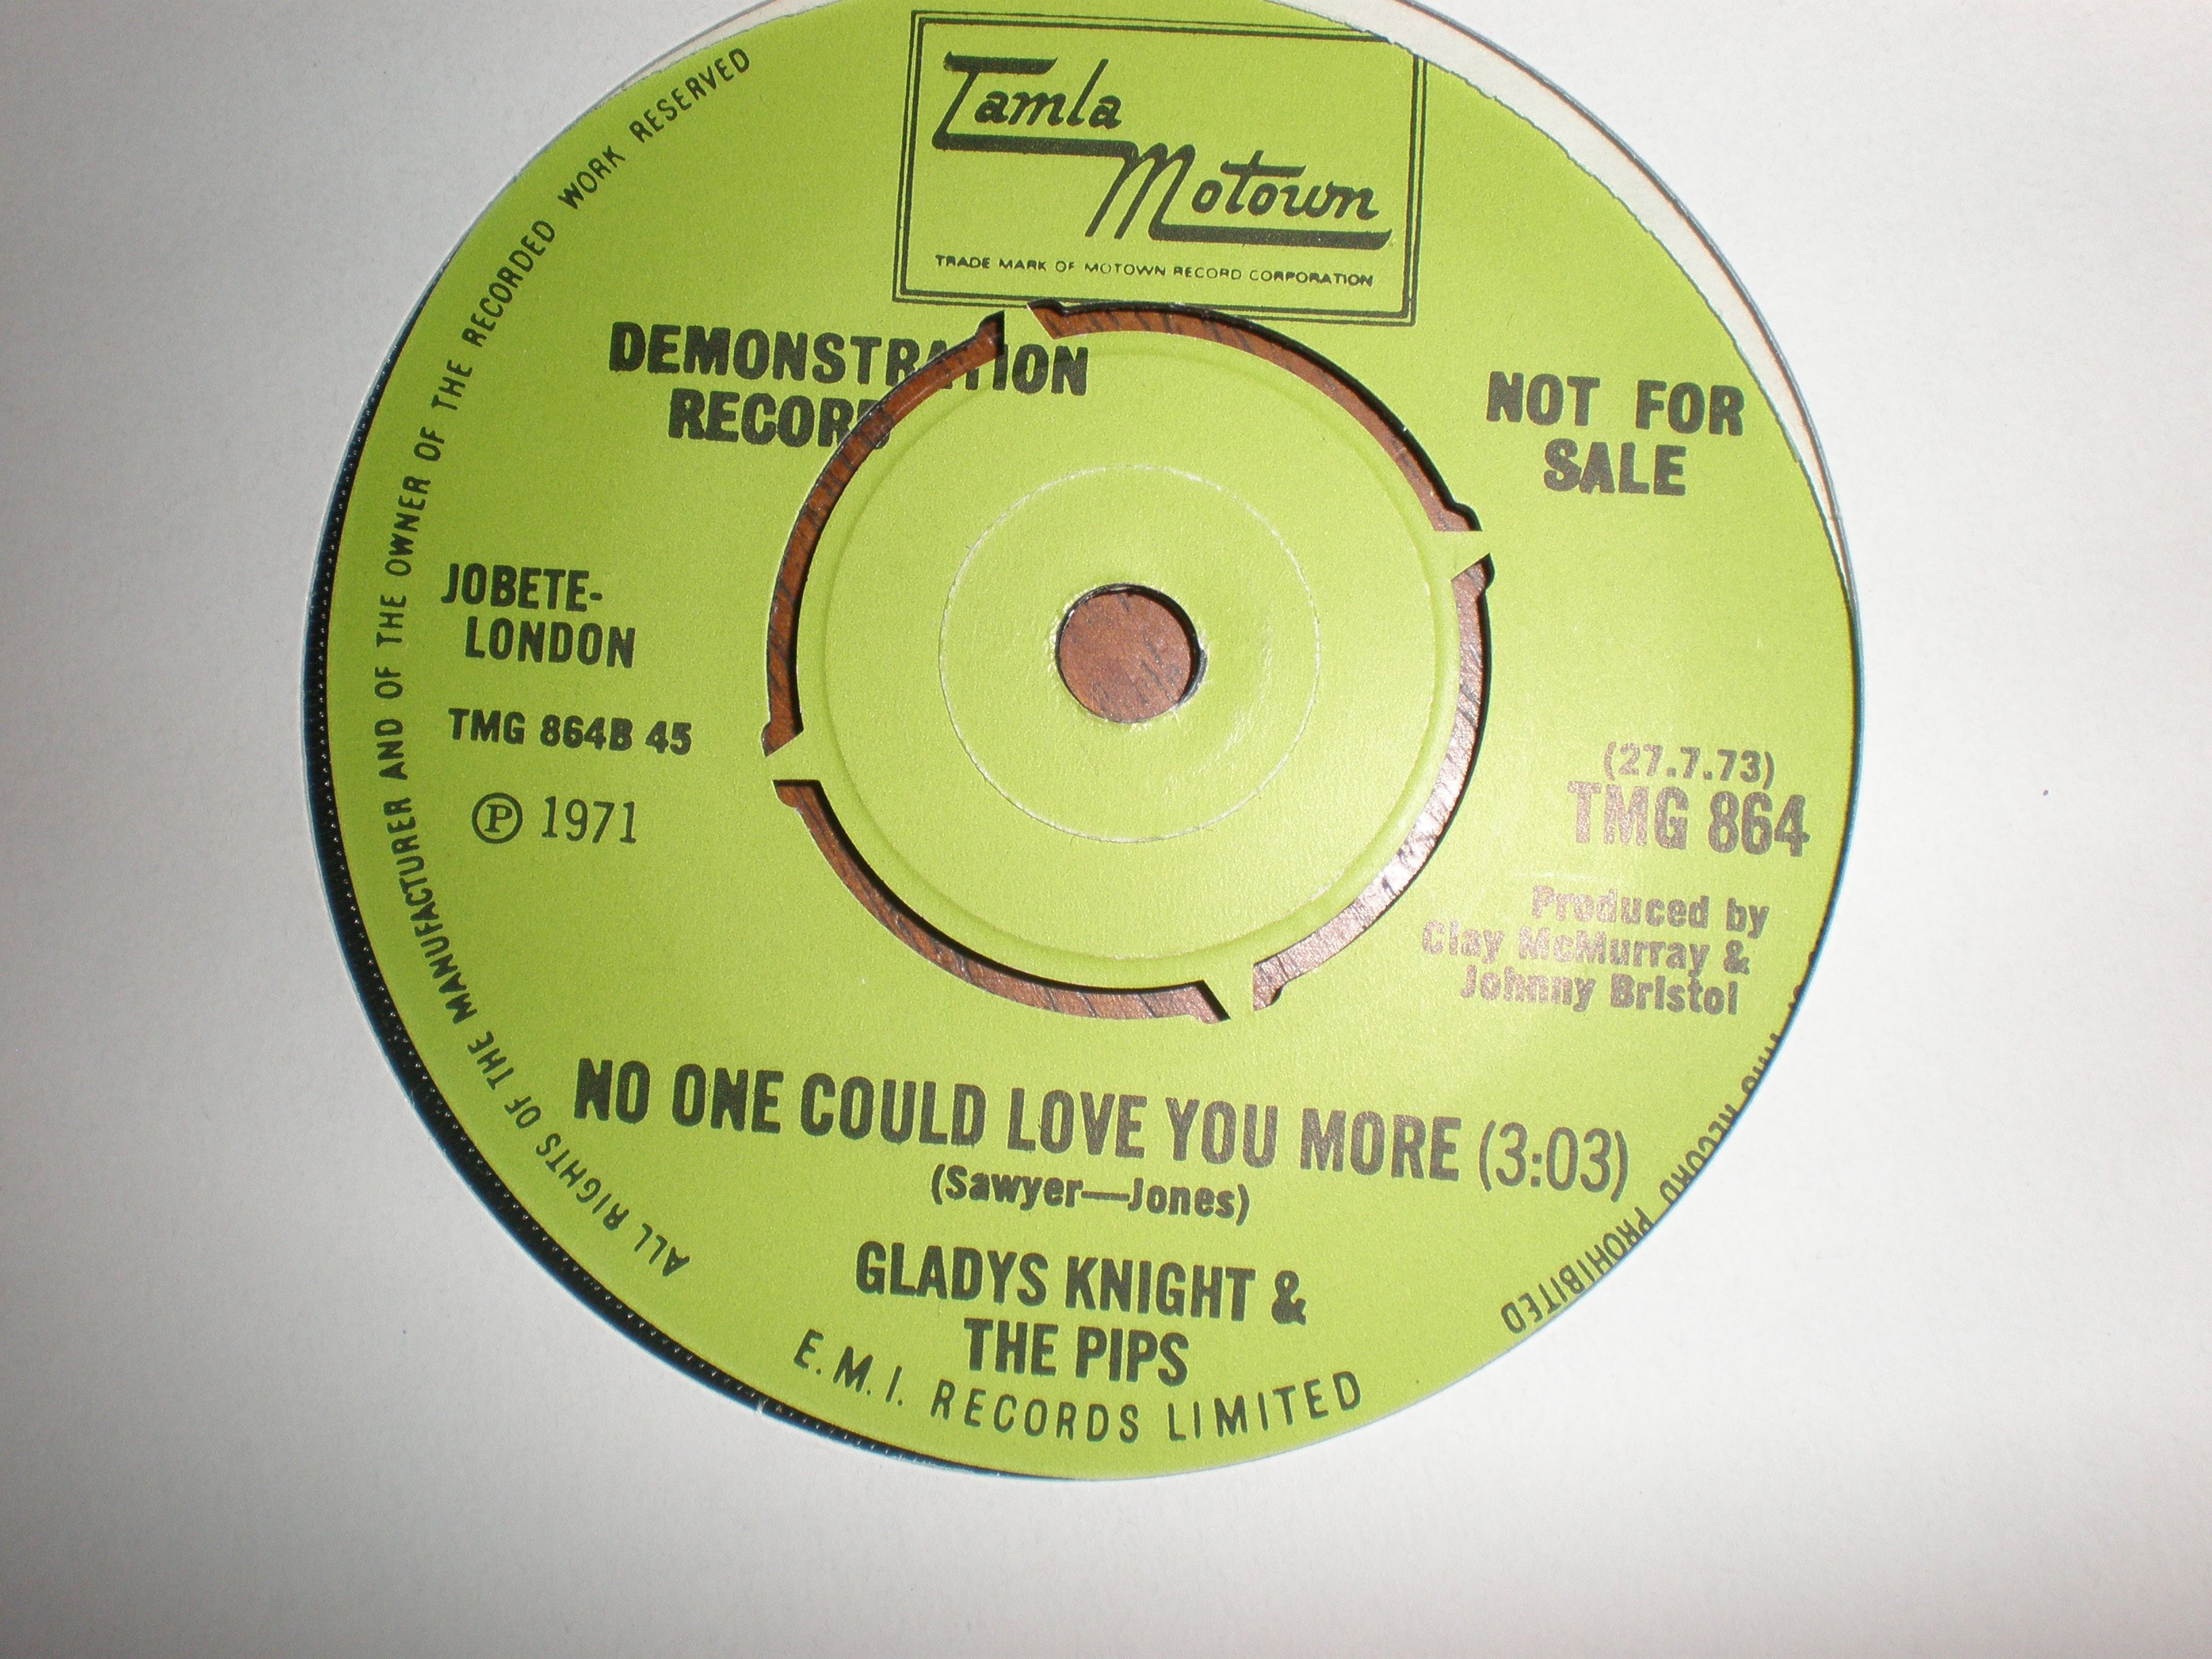 Tamla
Motown
TRADE MARK OF MOTOWN RECORD CORPORATION
DEMONSTRATION
RECORD
NOT FOR
SALE
JOBETE-
LONDON
TMG 864B 45
Ⓟ 1971
(27.7.73)
TMG 864
Produced by
Clay McMurray &
Johnny Bristol
NO ONE COULD LOVE YOU MORE (3:03)
(Sawyer—Jones)
GLADYS KNIGHT &
THE PIPS
E.M.I. RECORDS LIMITED
ALL RIGHTS OF THE MANUFACTURER AND OF THE OWNER OF THE RECORDED WORK RESERVED
RECORD PROHIBITED